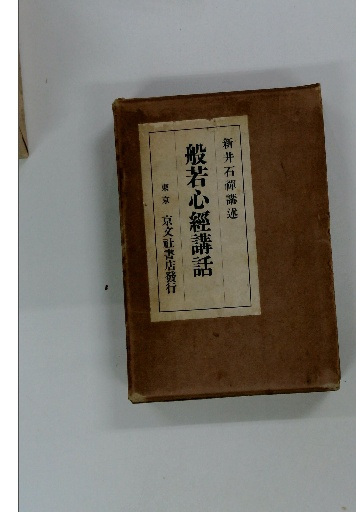 新井石禪講述
般若心經講話
東京 京文社書店發行